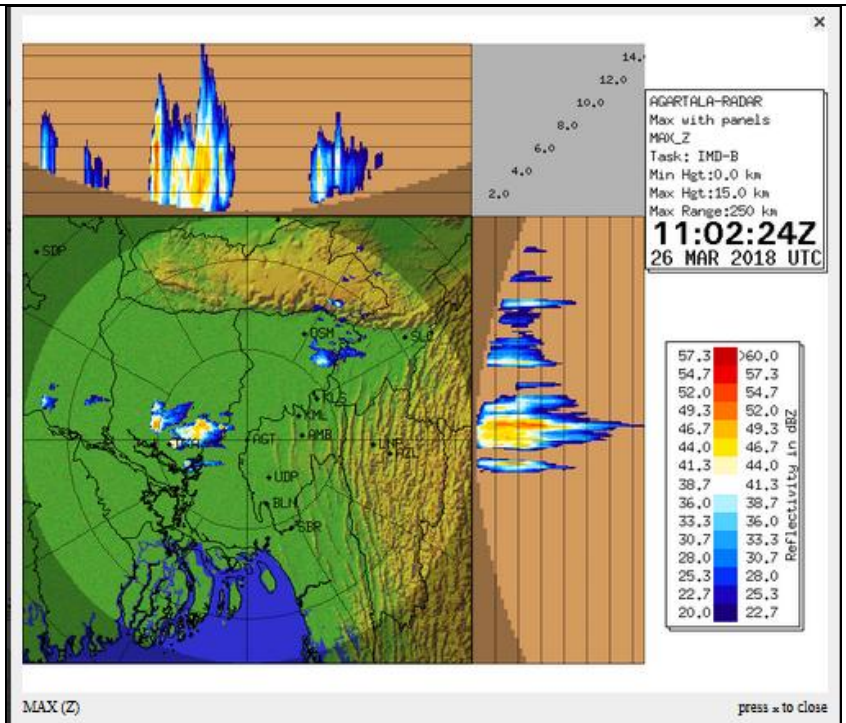 ×
14.
12.0
10.0
8.0
6.0
4.0
2.0
AGARTALA-RADAR
Max with panels
MAX_Z
Task: IMD-B
Min Hgt:0.0 km
Max Hgt:15.0 km
Max Range:250 km
11:02:24Z
26 MAR 2018 UTC
SDP
DSM
SLC
KLS
KML
AMB
AGT
UDP
BLN
SBR
57.3 >60.0
54.7 57.3
52.0 54.7
49.3 52.0
46.7 49.3
44.0 46.7
41.3 44.0
38.7 41.3
36.0 38.7
33.3 36.0
30.7 33.3
28.0 30.7
25.3 28.0
22.7 25.3
20.0 22.7
Reflectivity in dBZ
MAX (Z)
press × to close